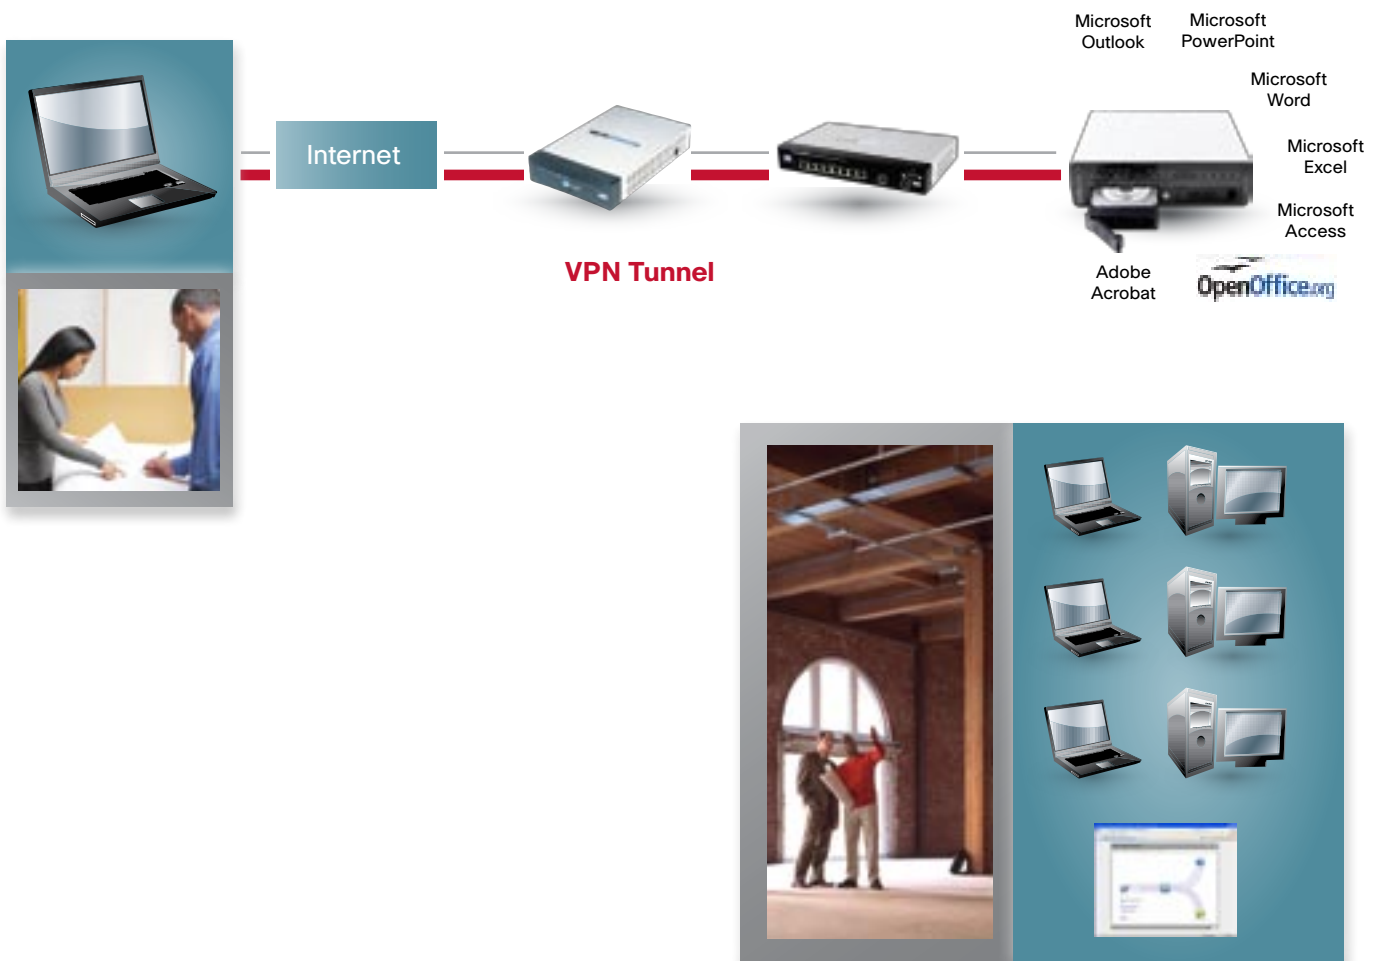 Microsoft
Outlook
Microsoft
PowerPoint
Microsoft
Word
Internet
Microsoft
Excel
Microsoft
Access
VPN Tunnel
Adobe
Acrobat
OpenOffice.org